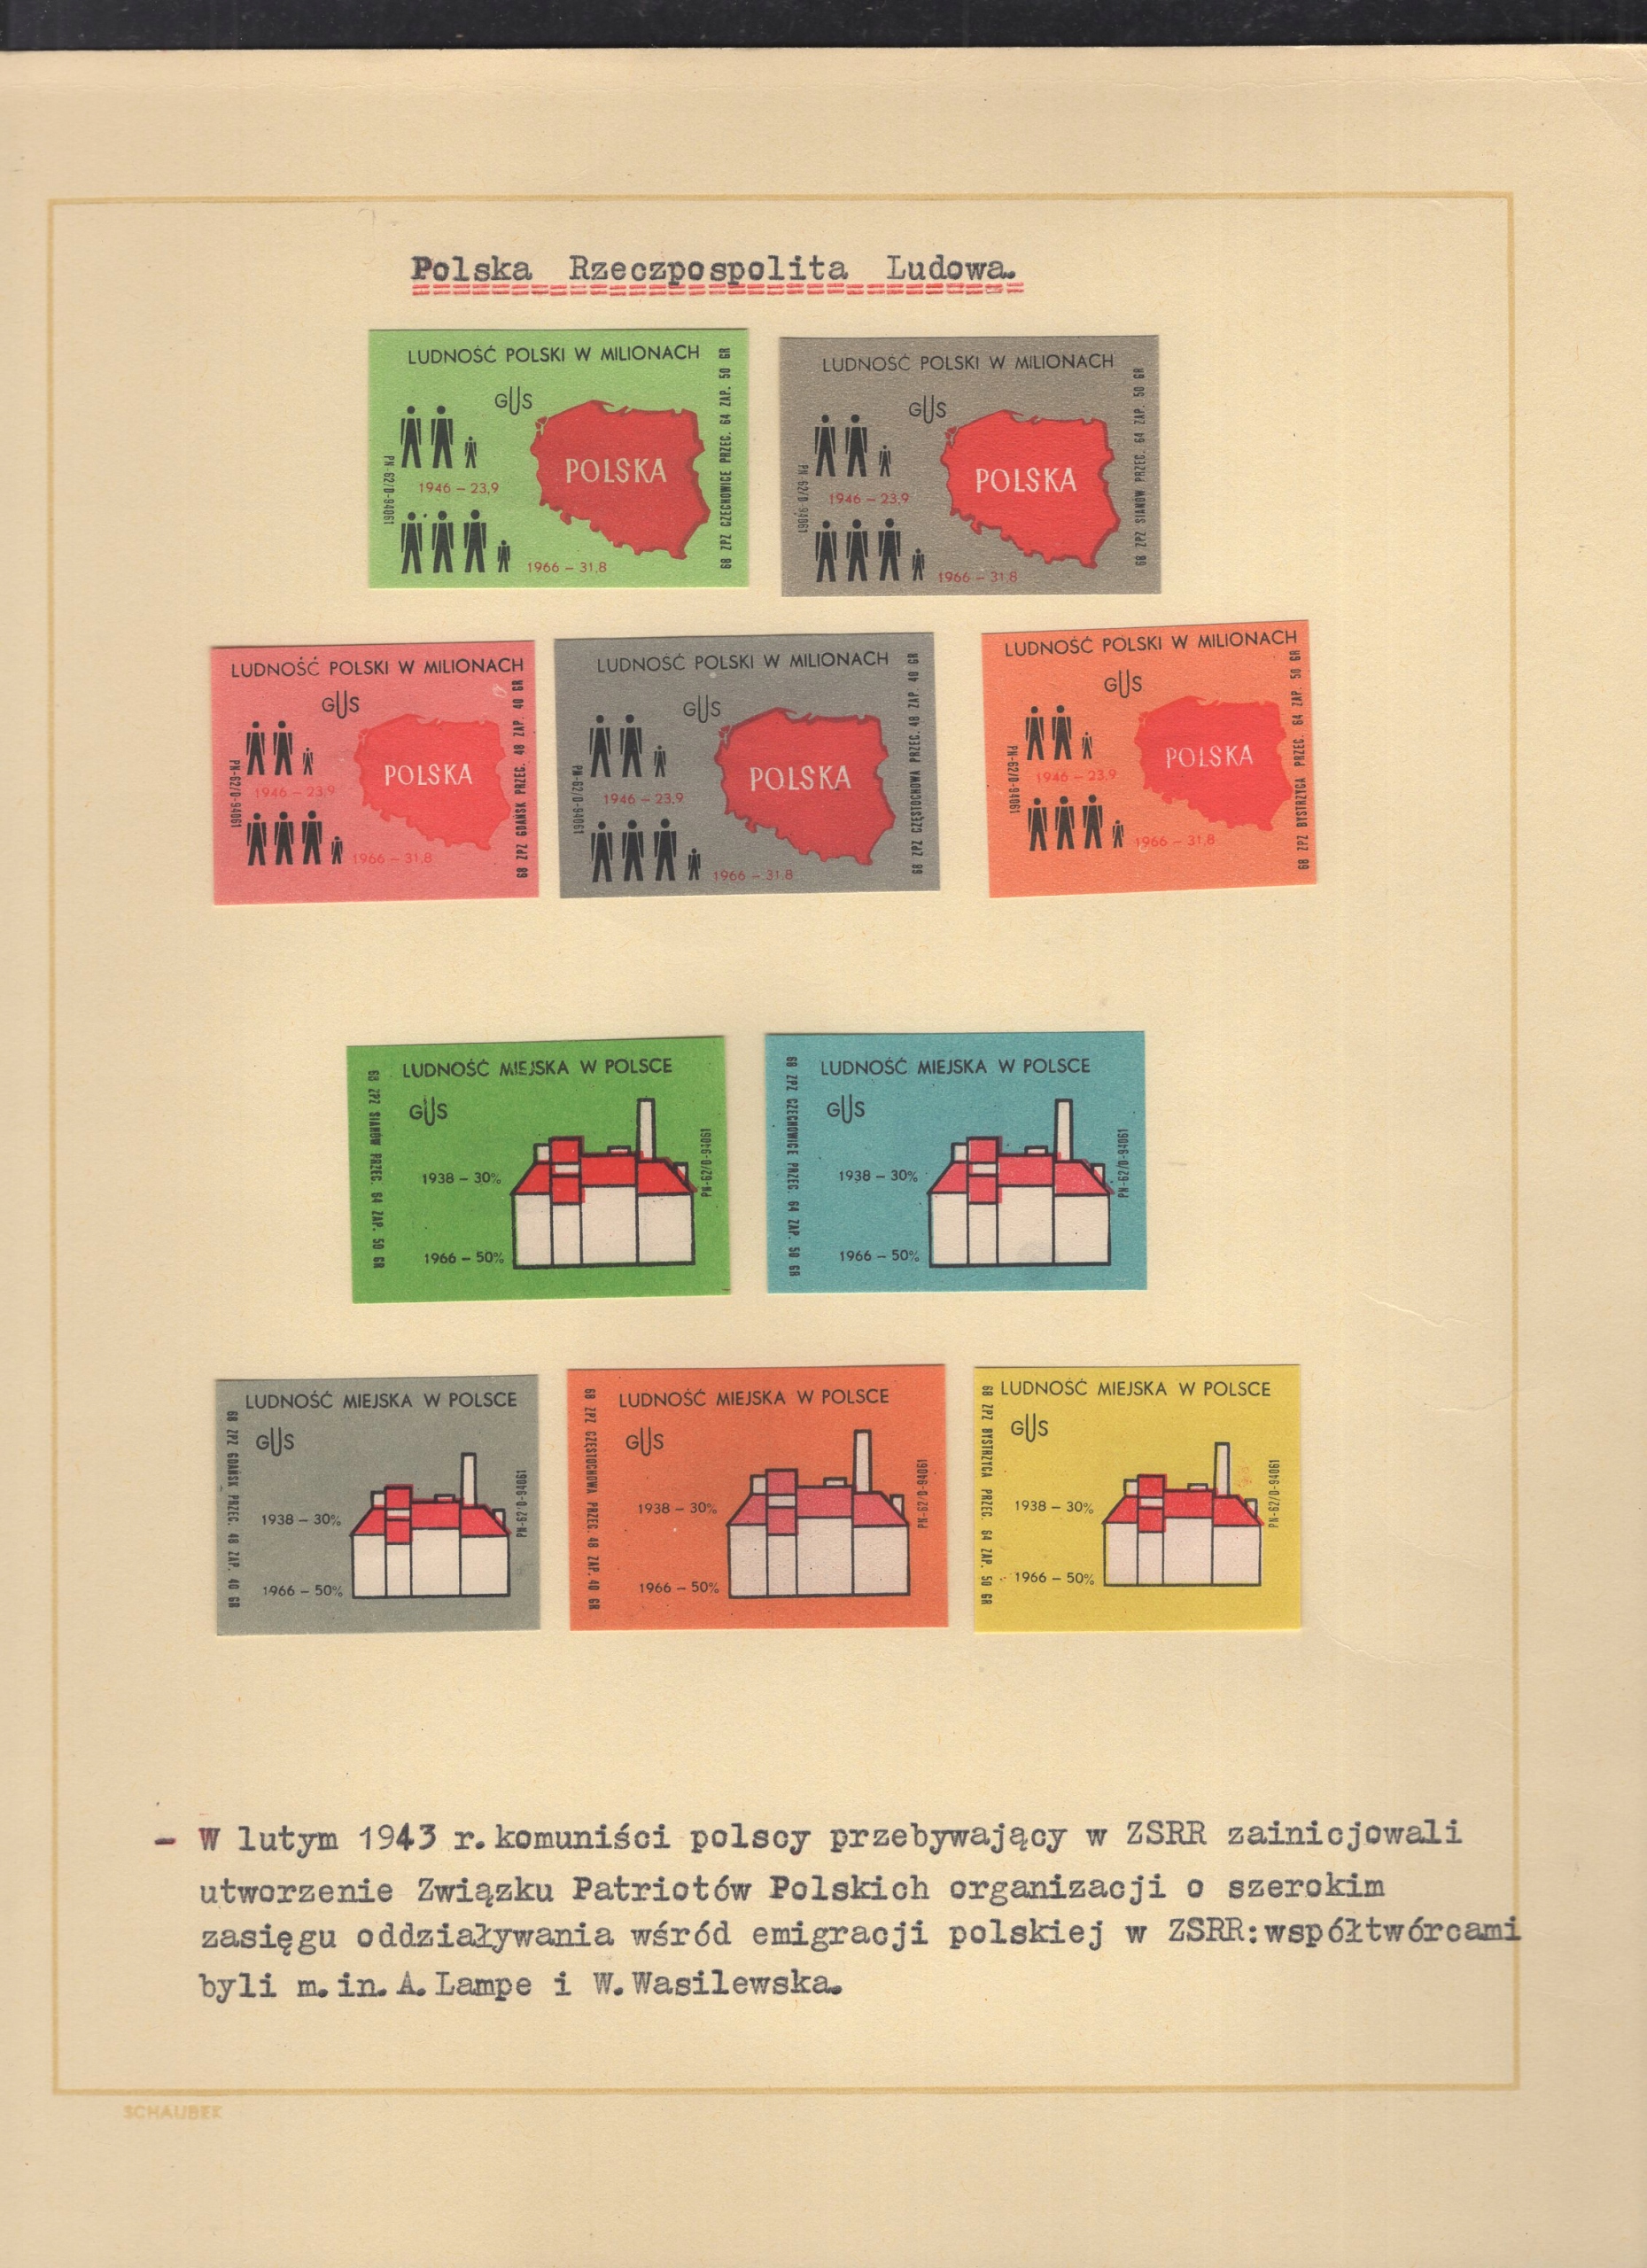 Polska Rzeczpospolita Ludowa.
LUDNOŚĆ POLSKI W MILIONACH
GUS
POLSKA
1946 – 23,9
1966 – 31,8
PN-62/D-94061
68 ZPZ CZECHOWICE PRZEC. 64 ZAP. 50 GR
LUDNOŚĆ POLSKI W MILIONACH
GUS
POLSKA
1946 – 23,9
1966 – 31,8
PN-62/D-94061
68 ZPZ SIANÓW PRZEC. 64 ZAP. 50 GR
LUDNOŚĆ POLSKI W MILIONACH
GUS
POLSKA
1946 – 23,9
1966 – 31,8
PN-62/D-94061
68 ZPZ GDAŃSK PRZEC. 48 ZAP. 40 GR
LUDNOŚĆ POLSKI W MILIONACH
GUS
POLSKA
1946 – 23,9
1966 – 31,8
PN-62/D-94061
68 ZPZ CZĘSTOCHOWA PRZEC. 48 ZAP. 40 GR
LUDNOŚĆ POLSKI W MILIONACH
GUS
POLSKA
1946 – 23,9
1966 – 31,8
PN-62/D-94061
68 ZPZ BYSTRZYCA PRZEC. 64 ZAP. 50 GR
68 ZPZ SIANÓW PRZEC. 64 ZAP. 50 GR
LUDNOŚĆ MIEJSKA W POLSCE
GUS
1938 – 30%
1966 – 50%
PN-62/D-94061
68 ZPZ CZECHOWICE PRZEC. 64 ZAP. 50 GR
LUDNOŚĆ MIEJSKA W POLSCE
GUS
1938 – 30%
1966 – 50%
PN-62/D-94061
68 ZPZ GDAŃSK PRZEC. 48 ZAP. 40 GR
LUDNOŚĆ MIEJSKA W POLSCE
GUS
1938 – 30%
1966 – 50%
PN-62/D-94061
68 ZPZ CZĘSTOCHOWA PRZEC. 48 ZAP. 40 GR
LUDNOŚĆ MIEJSKA W POLSCE
GUS
1938 – 30%
1966 – 50%
PN-62/D-94061
68 ZPZ BYSTRZYCA PRZEC. 64 ZAP. 50 GR
LUDNOŚĆ MIEJSKA W POLSCE
GUS
1938 – 30%
1966 – 50%
PN-62/D-94061
– W lutym 1943 r. komuniści polscy przebywający w ZSRR zainicjowali
utworzenie Związku Patriotów Polskich organizacji o szerokim
zasięgu oddziaływania wśród emigracji polskiej w ZSRR:współtwórcami
byli m.in. A. Lampe i W. Wasilewska.
SCHAUBEK